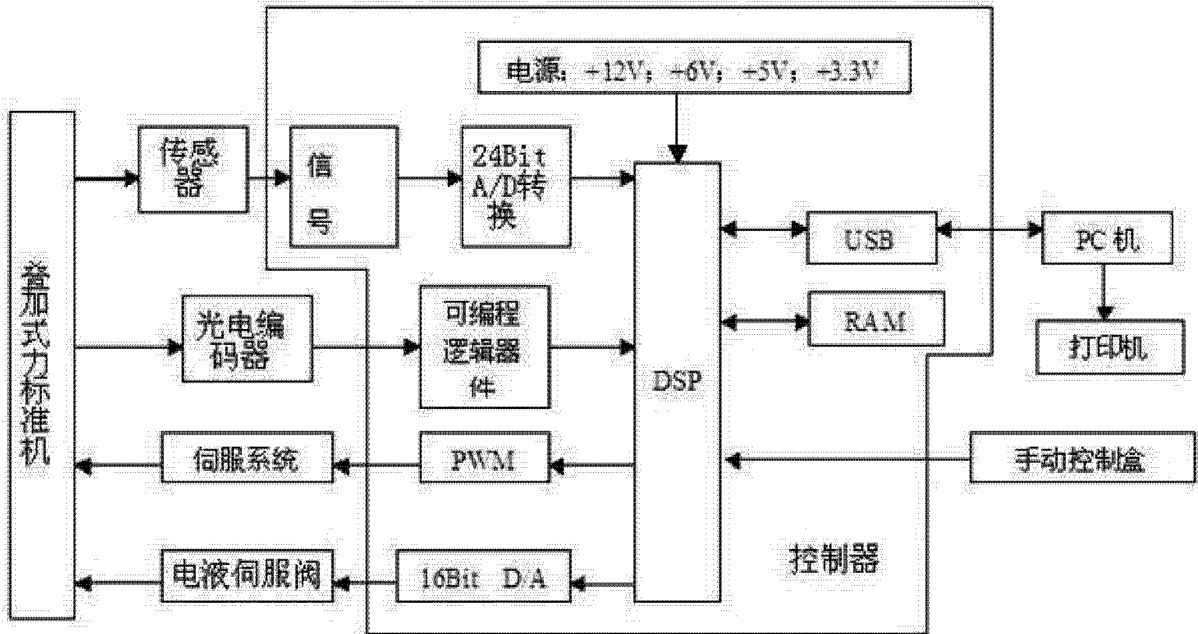 电源：+12V；+6V；+5V；+3.3V
叠加式力标准机
传感
器
信
号
24Bit
A/D转
换
DSP
USB
PC 机
RAM
打印机
光电编
码器
可编程
逻辑器
件
伺服系统
PWM
手动控制盒
电液伺服阀
16Bit D/A
控制器